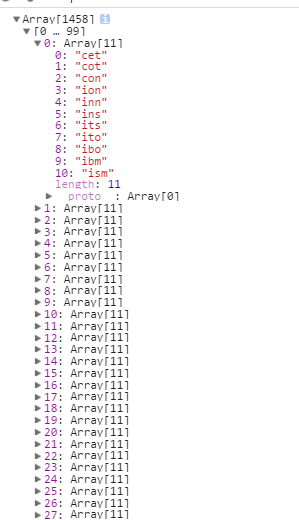 ▼Array[1458] i
▼[0 … 99]
▼0: Array[11]
0: "cet"
1: "cot"
2: "con"
3: "ion"
4: "inn"
5: "ins"
6: "its"
7: "ito"
8: "ibo"
9: "ibm"
10: "ism"
length: 11
▶__proto__: Array[0]
▶1: Array[11]
▶2: Array[11]
▶3: Array[11]
▶4: Array[11]
▶5: Array[11]
▶6: Array[11]
▶7: Array[11]
▶8: Array[11]
▶9: Array[11]
▶10: Array[11]
▶11: Array[11]
▶12: Array[11]
▶13: Array[11]
▶14: Array[11]
▶15: Array[11]
▶16: Array[11]
▶17: Array[11]
▶18: Array[11]
▶19: Array[11]
▶20: Array[11]
▶21: Array[11]
▶22: Array[11]
▶23: Array[11]
▶24: Array[11]
▶25: Array[11]
▶26: Array[11]
▶27: Array[11]